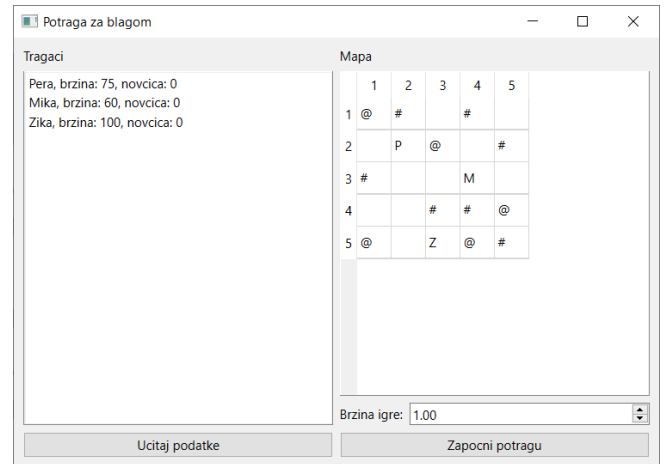 Potraga za blagom
Tragaci
Pera, brzina: 75, novcica: 0
Mika, brzina: 60, novcica: 0
Zika, brzina: 100, novcica: 0
Mapa
1 2 3 4 5
1 @ # #
2 P @ #
3 # M
4 # # @
5 @ Z @ #
Brzina igre: 1.00
Ucitaj podatke
Zapocni potragu